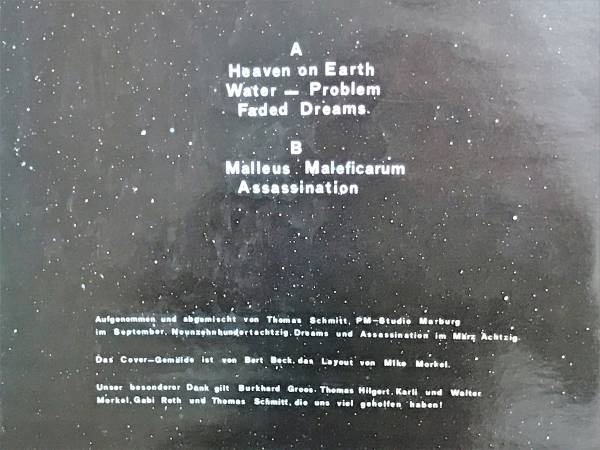 A
Heaven on Earth
Water — Problem
Faded Dreams.
B
Malleus Maleficarum
Assassination
Aufgenommen und abgemischt von Thomas Schmitt, PM-Studio Marburg
im September, Neunzehnhundertachtzig. Dreams und Assassination im März Achtzig.
Das Cover-Gemälde ist von Bert Beck, das Layout von Mike Merkel.
Unser besonderer Dank gilt Burkhard Groos, Thomas Hilgert, Karli und Walter
Merkel, Gabi Roth und Thomas Schmitt, die uns viel geholfen haben!